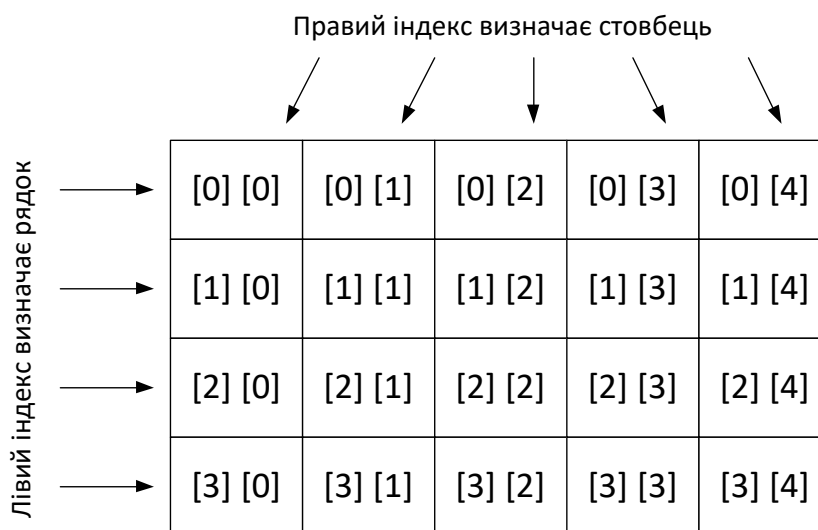 Правий індекс визначає стовбець
Лівий індекс визначає рядок
[0] [0] [0] [1] [0] [2] [0] [3] [0] [4]
[1] [0] [1] [1] [1] [2] [1] [3] [1] [4]
[2] [0] [2] [1] [2] [2] [2] [3] [2] [4]
[3] [0] [3] [1] [3] [2] [3] [3] [3] [4]